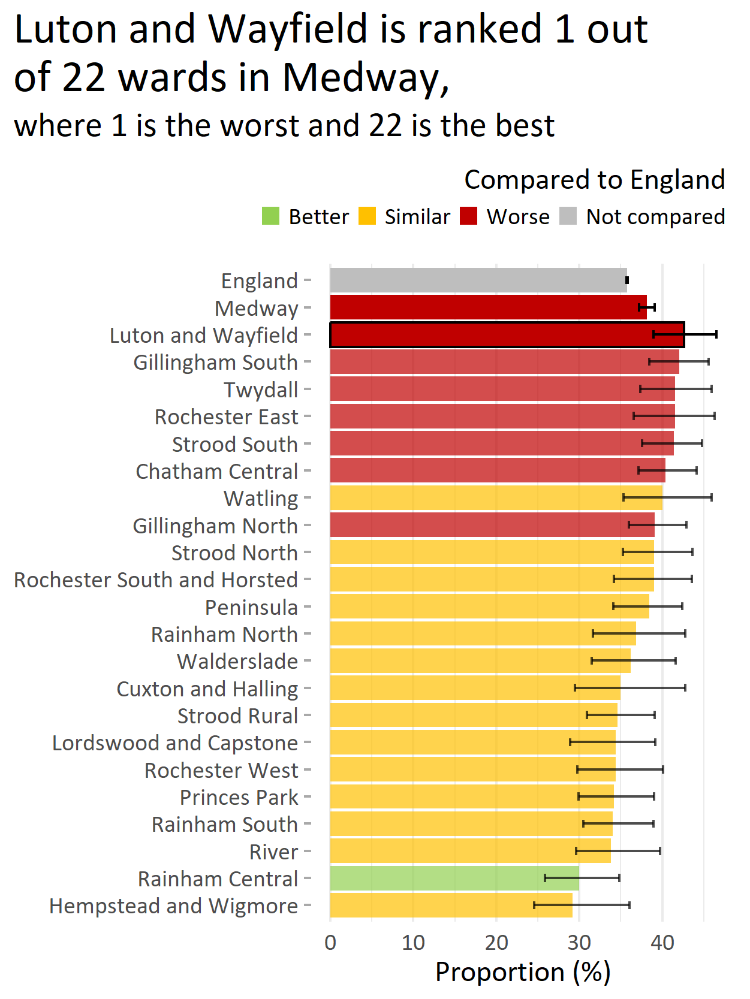 Luton and Wayfield is ranked 1 out
of 22 wards in Medway,
where 1 is the worst and 22 is the best
Compared to England
Better Similar Worse Not compared
England
Medway
Luton and Wayfield
Gillingham South
Twydall
Rochester East
Strood South
Chatham Central
Watling
Gillingham North
Strood North
Rochester South and Horsted
Peninsula
Rainham North
Walderslade
Cuxton and Halling
Strood Rural
Lordswood and Capstone
Rochester West
Princes Park
Rainham South
River
Rainham Central
Hempstead and Wigmore
0 10 20 30 40
Proportion (%)